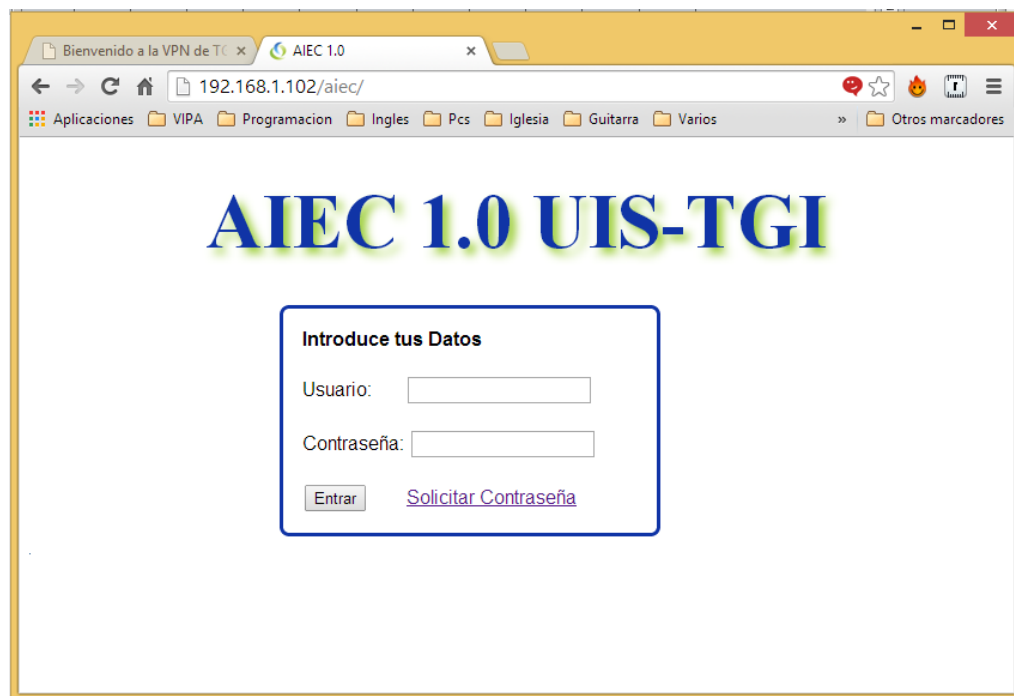 Bienvenido a la VPN de TG
AIEC 1.0
192.168.1.102/aiec/
Aplicaciones VIPA Programacion Ingles Pcs Iglesia Guitarra Varios » Otros marcadores
AIEC 1.0 UIS-TGI
Introduce tus Datos
Usuario:
Contraseña:
Entrar Solicitar Contraseña